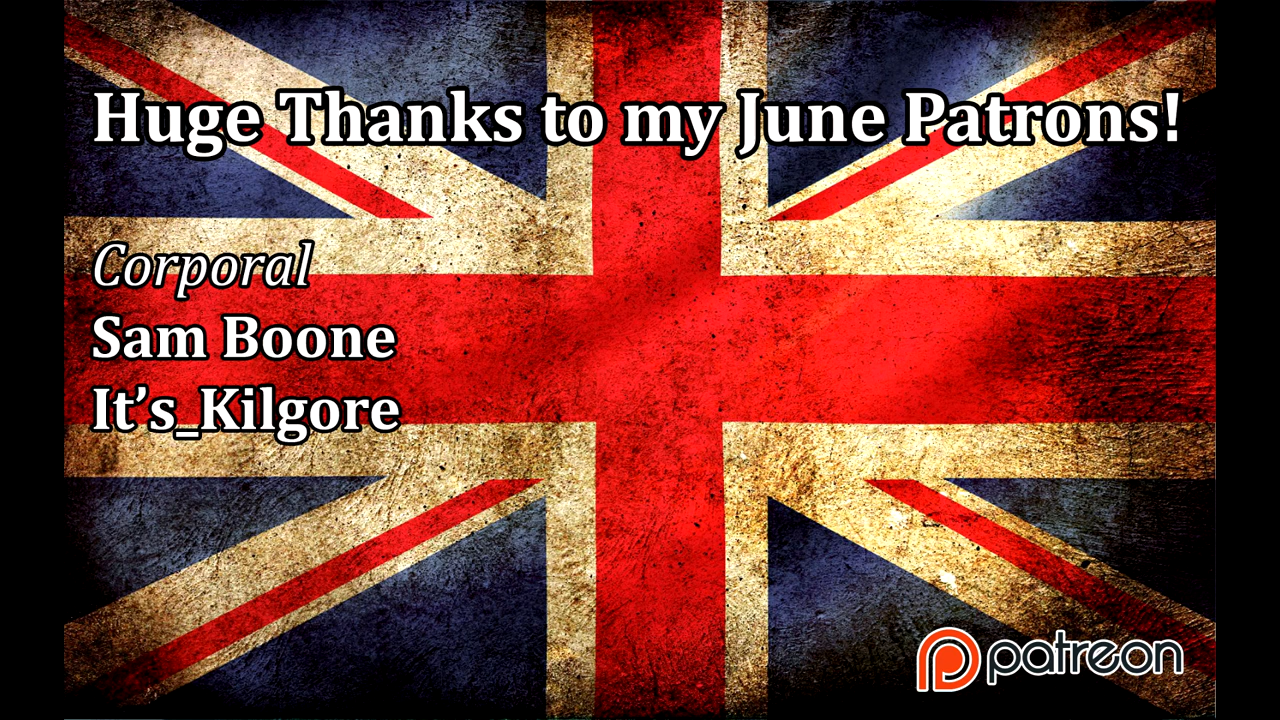 Huge Thanks to my June Patrons!
Corporal
Sam Boone
It’s_Kilgore
patreon